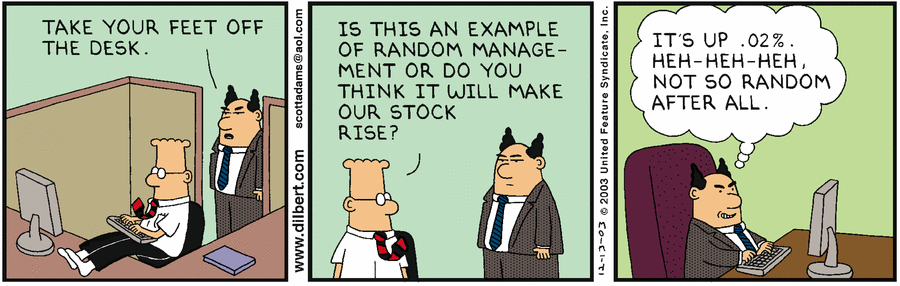 TAKE YOUR FEET OFF
THE DESK.
www.dilbert.com
scottadams@aol.com
IS THIS AN EXAMPLE
OF RANDOM MANAGE-
MENT OR DO YOU
THINK IT WILL MAKE
OUR STOCK
RISE?
12-13-03 © 2003 United Feature Syndicate, Inc.
IT'S UP .02%.
HEH-HEH-HEH,
NOT SO RANDOM
AFTER ALL.